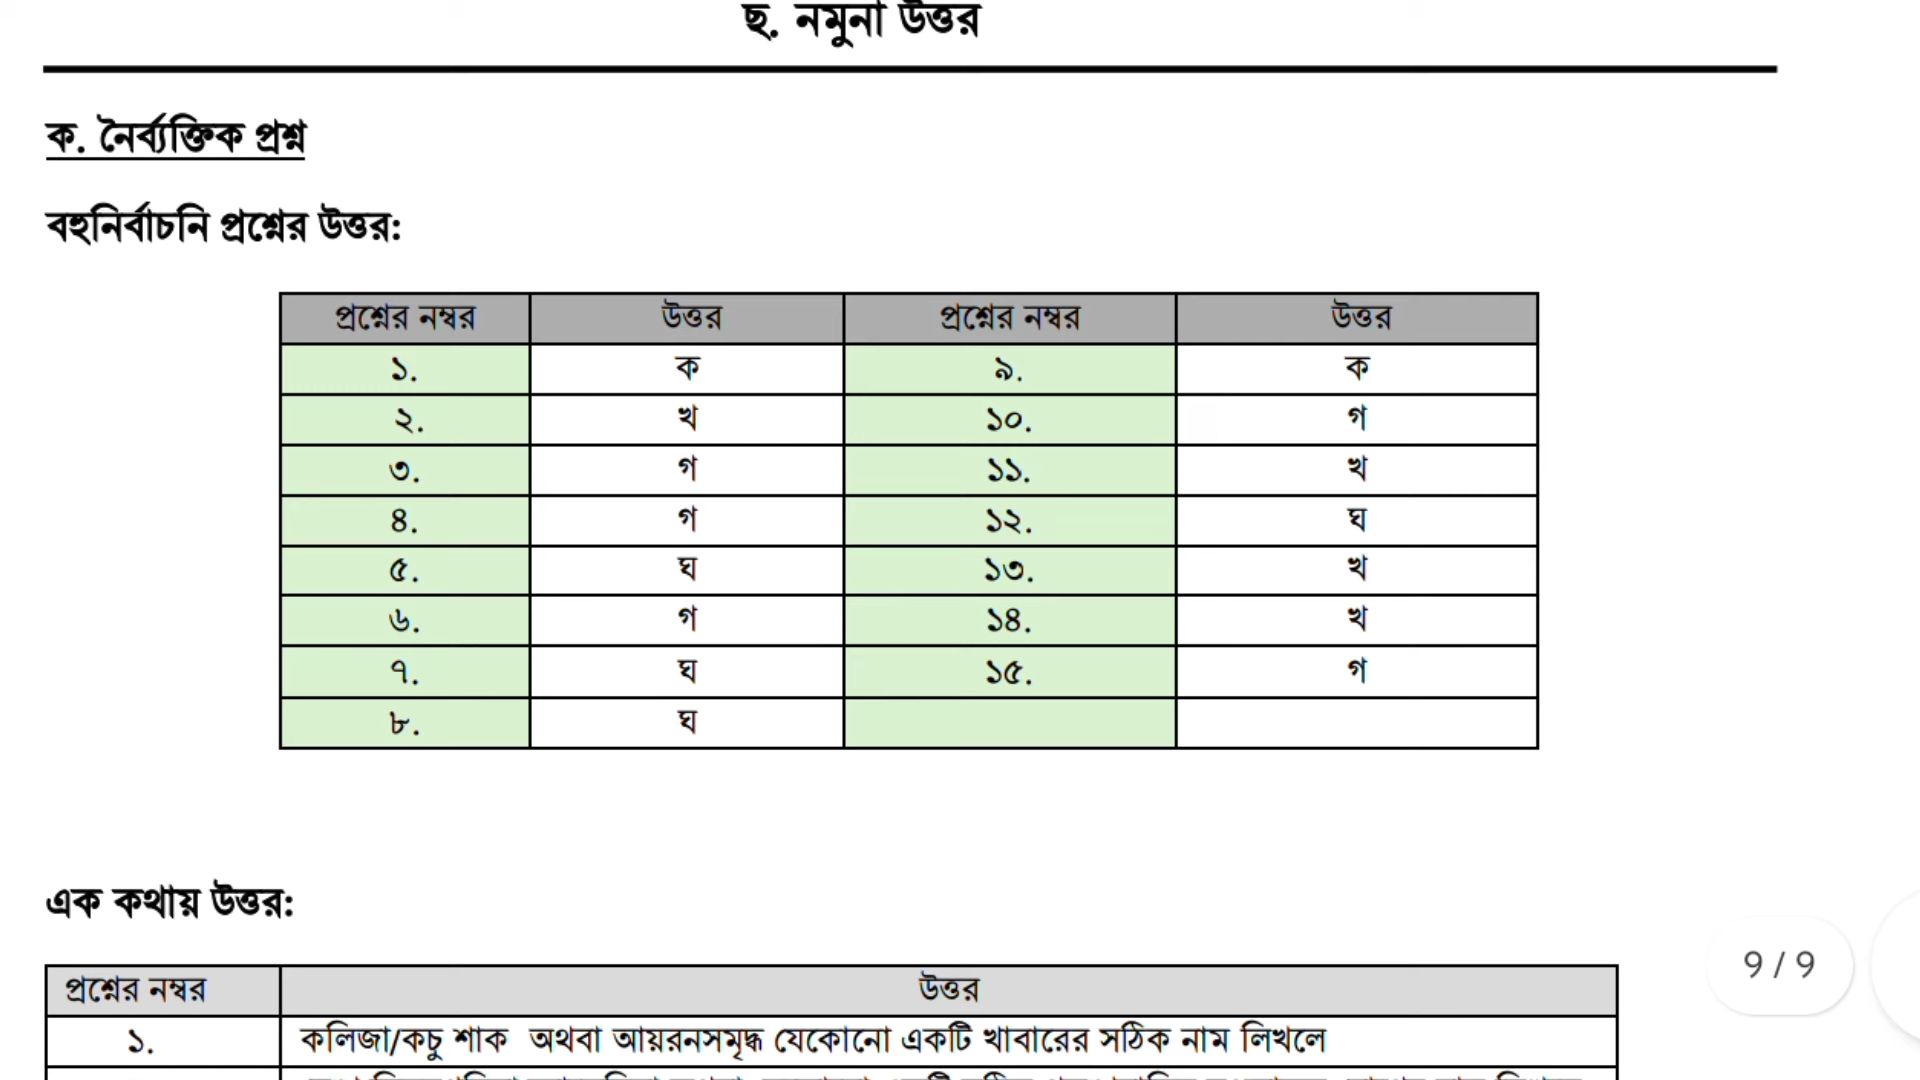 ছ. নমুনা উত্তর
ক. নৈর্ব্যক্তিক প্রশ্ন
বহুনির্বাচনি প্রশ্নের উত্তর:
প্রশ্নের নম্বর উত্তর প্রশ্নের নম্বর উত্তর
১. ক ৯. ক
২. খ ১০. গ
৩. গ ১১. খ
৪. গ ১২. ঘ
৫. ঘ ১৩. খ
৬. গ ১৪. খ
৭. ঘ ১৫. গ
৮. ঘ
এক কথায় উত্তর:
9 / 9
প্রশ্নের নম্বর উত্তর
১. কলিজা/কচু শাক অথবা আয়রনসমৃদ্ধ যেকোনো একটি খাবারের সঠিক নাম লিখলে